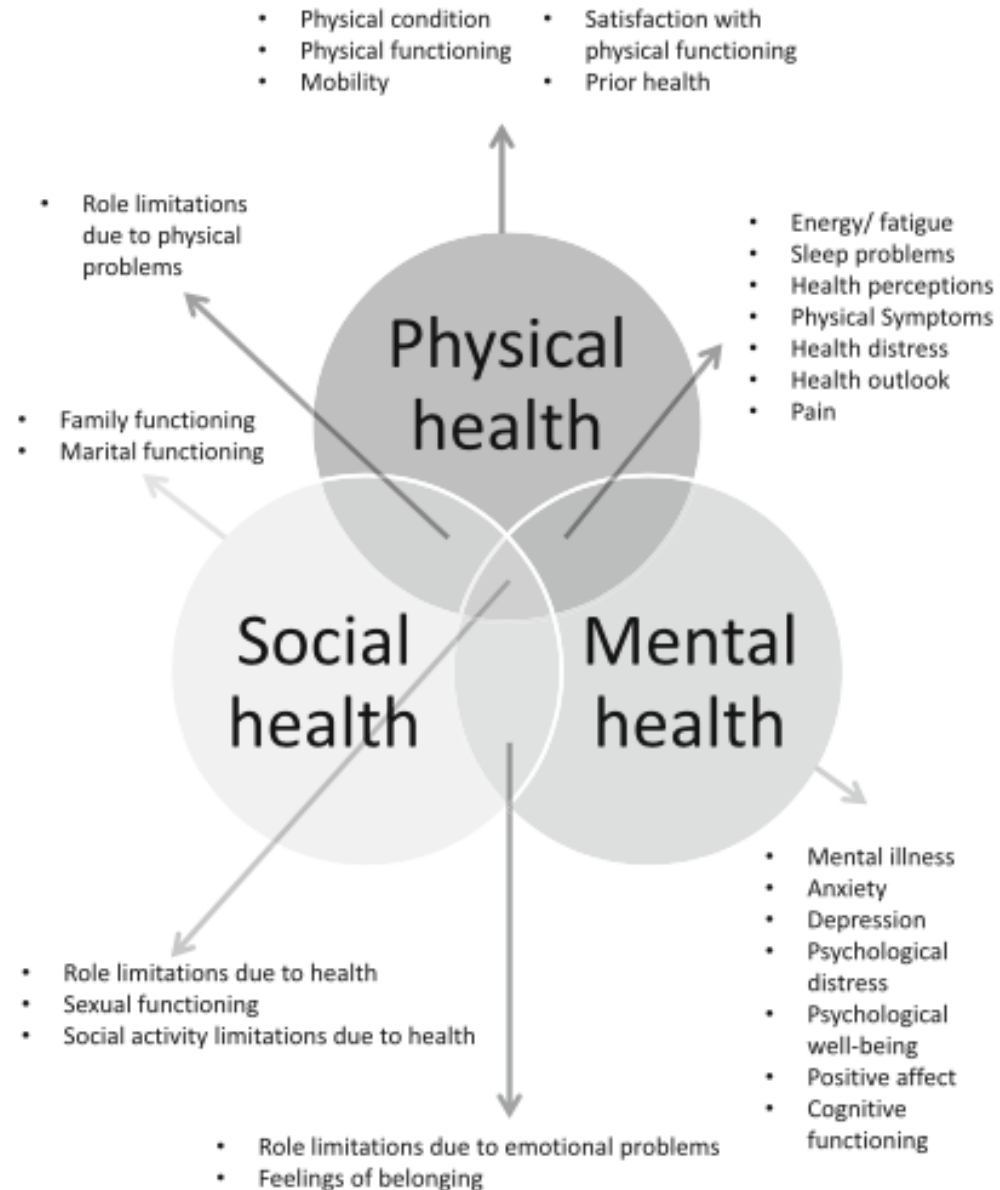 • Physical condition
• Physical functioning
• Mobility
• Satisfaction with
physical functioning
• Prior health
• Role limitations
due to physical
problems
• Energy/ fatigue
• Sleep problems
• Health perceptions
• Physical Symptoms
• Health distress
• Health outlook
• Pain
Physical
health
• Family functioning
• Marital functioning
Social
health
Mental
health
• Mental illness
• Anxiety
• Depression
• Psychological
distress
• Psychological
well-being
• Positive affect
• Cognitive
functioning
• Role limitations due to health
• Sexual functioning
• Social activity limitations due to health
• Role limitations due to emotional problems
• Feelings of belonging